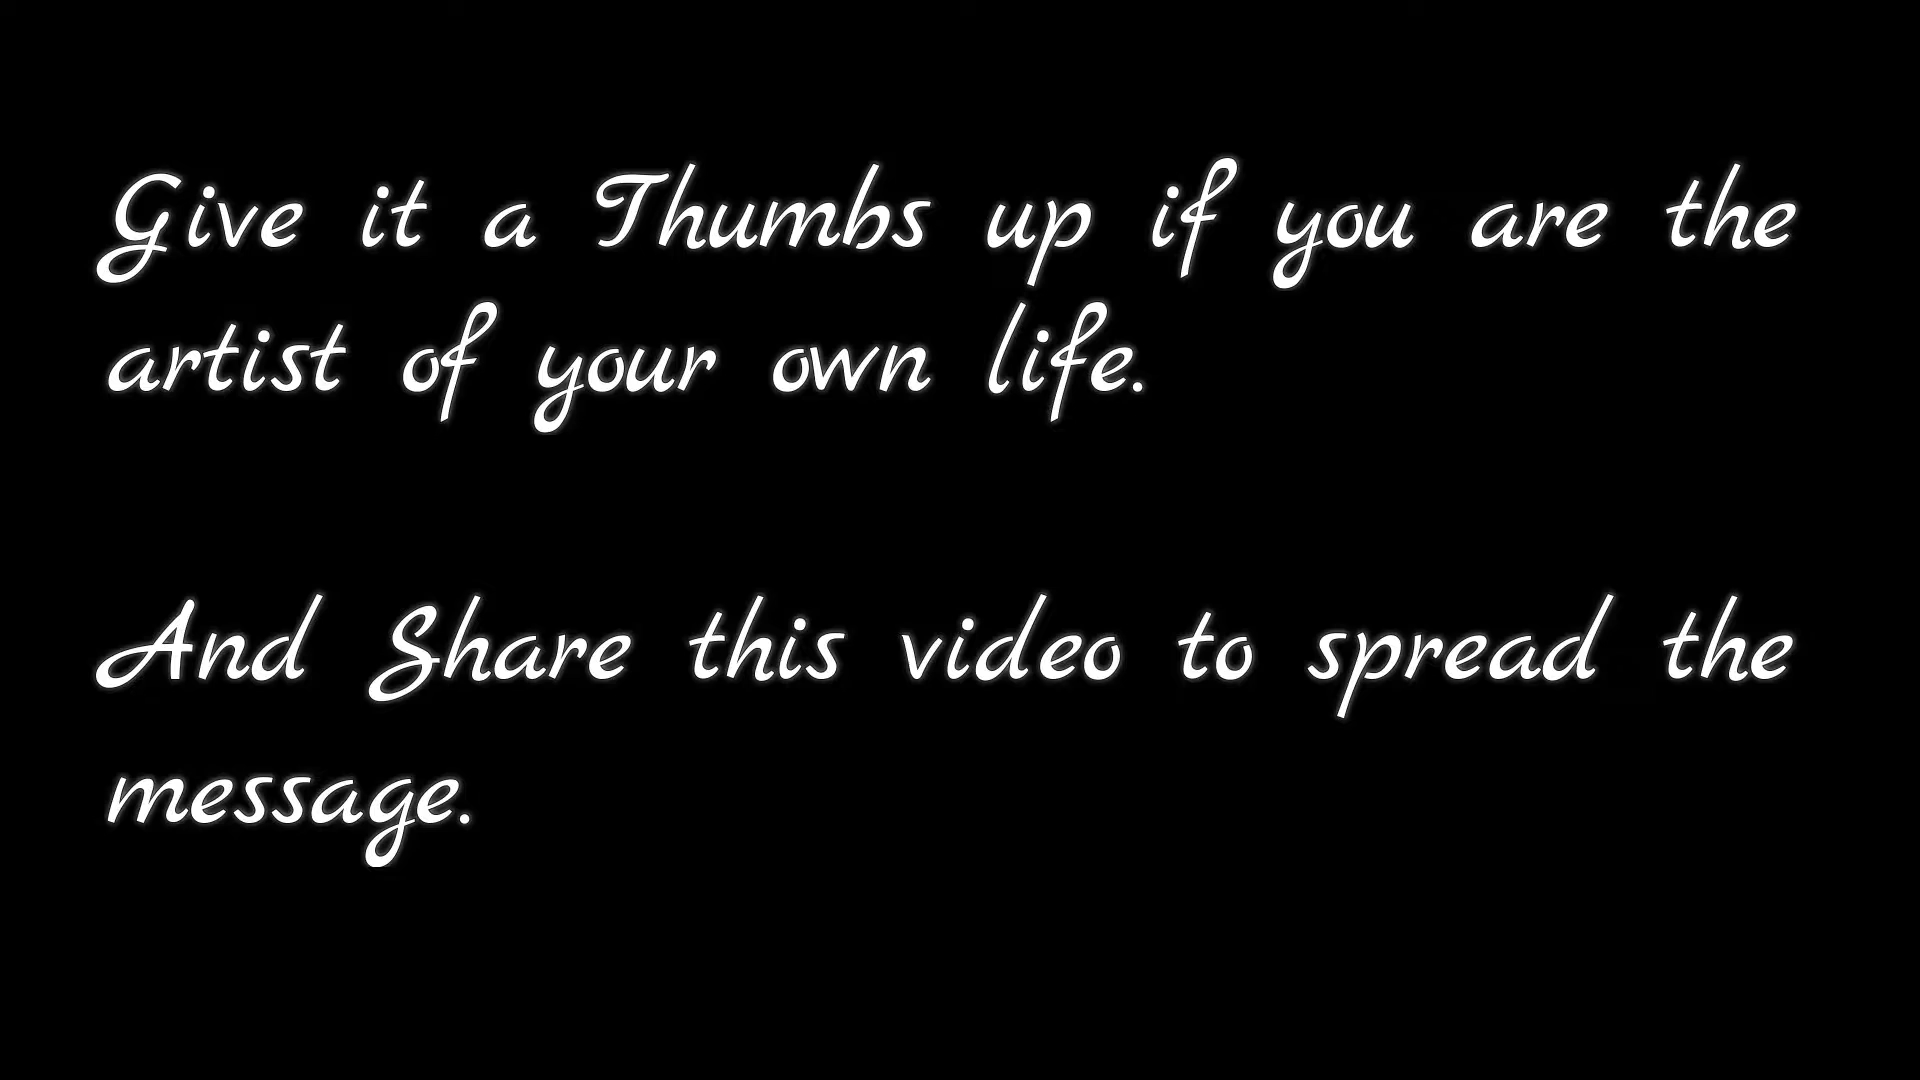 Give it a Thumbs up if you are the
artist of your own life.
And Share this video to spread the
message.